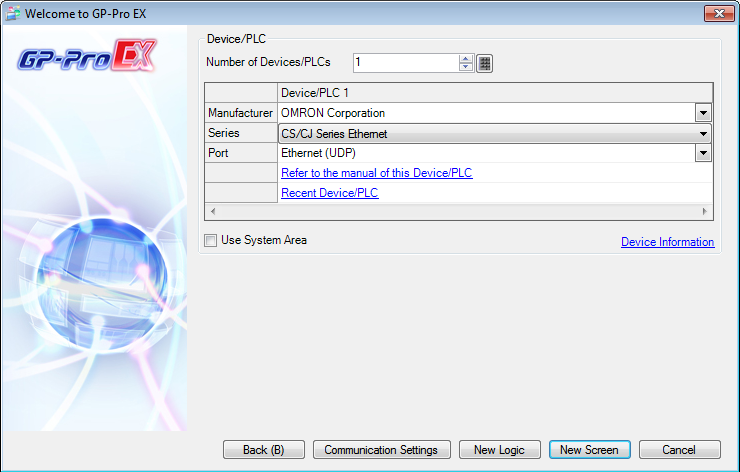 Welcome to GP-Pro EX
GP-Pro EX
Device/PLC
Number of Devices/PLCs 1
Device/PLC 1
Manufacturer OMRON Corporation
Series CS/CJ Series Ethernet
Port Ethernet (UDP)
Refer to the manual of this Device/PLC
Recent Device/PLC
Use System Area
Device Information
Back (B) Communication Settings New Logic New Screen Cancel